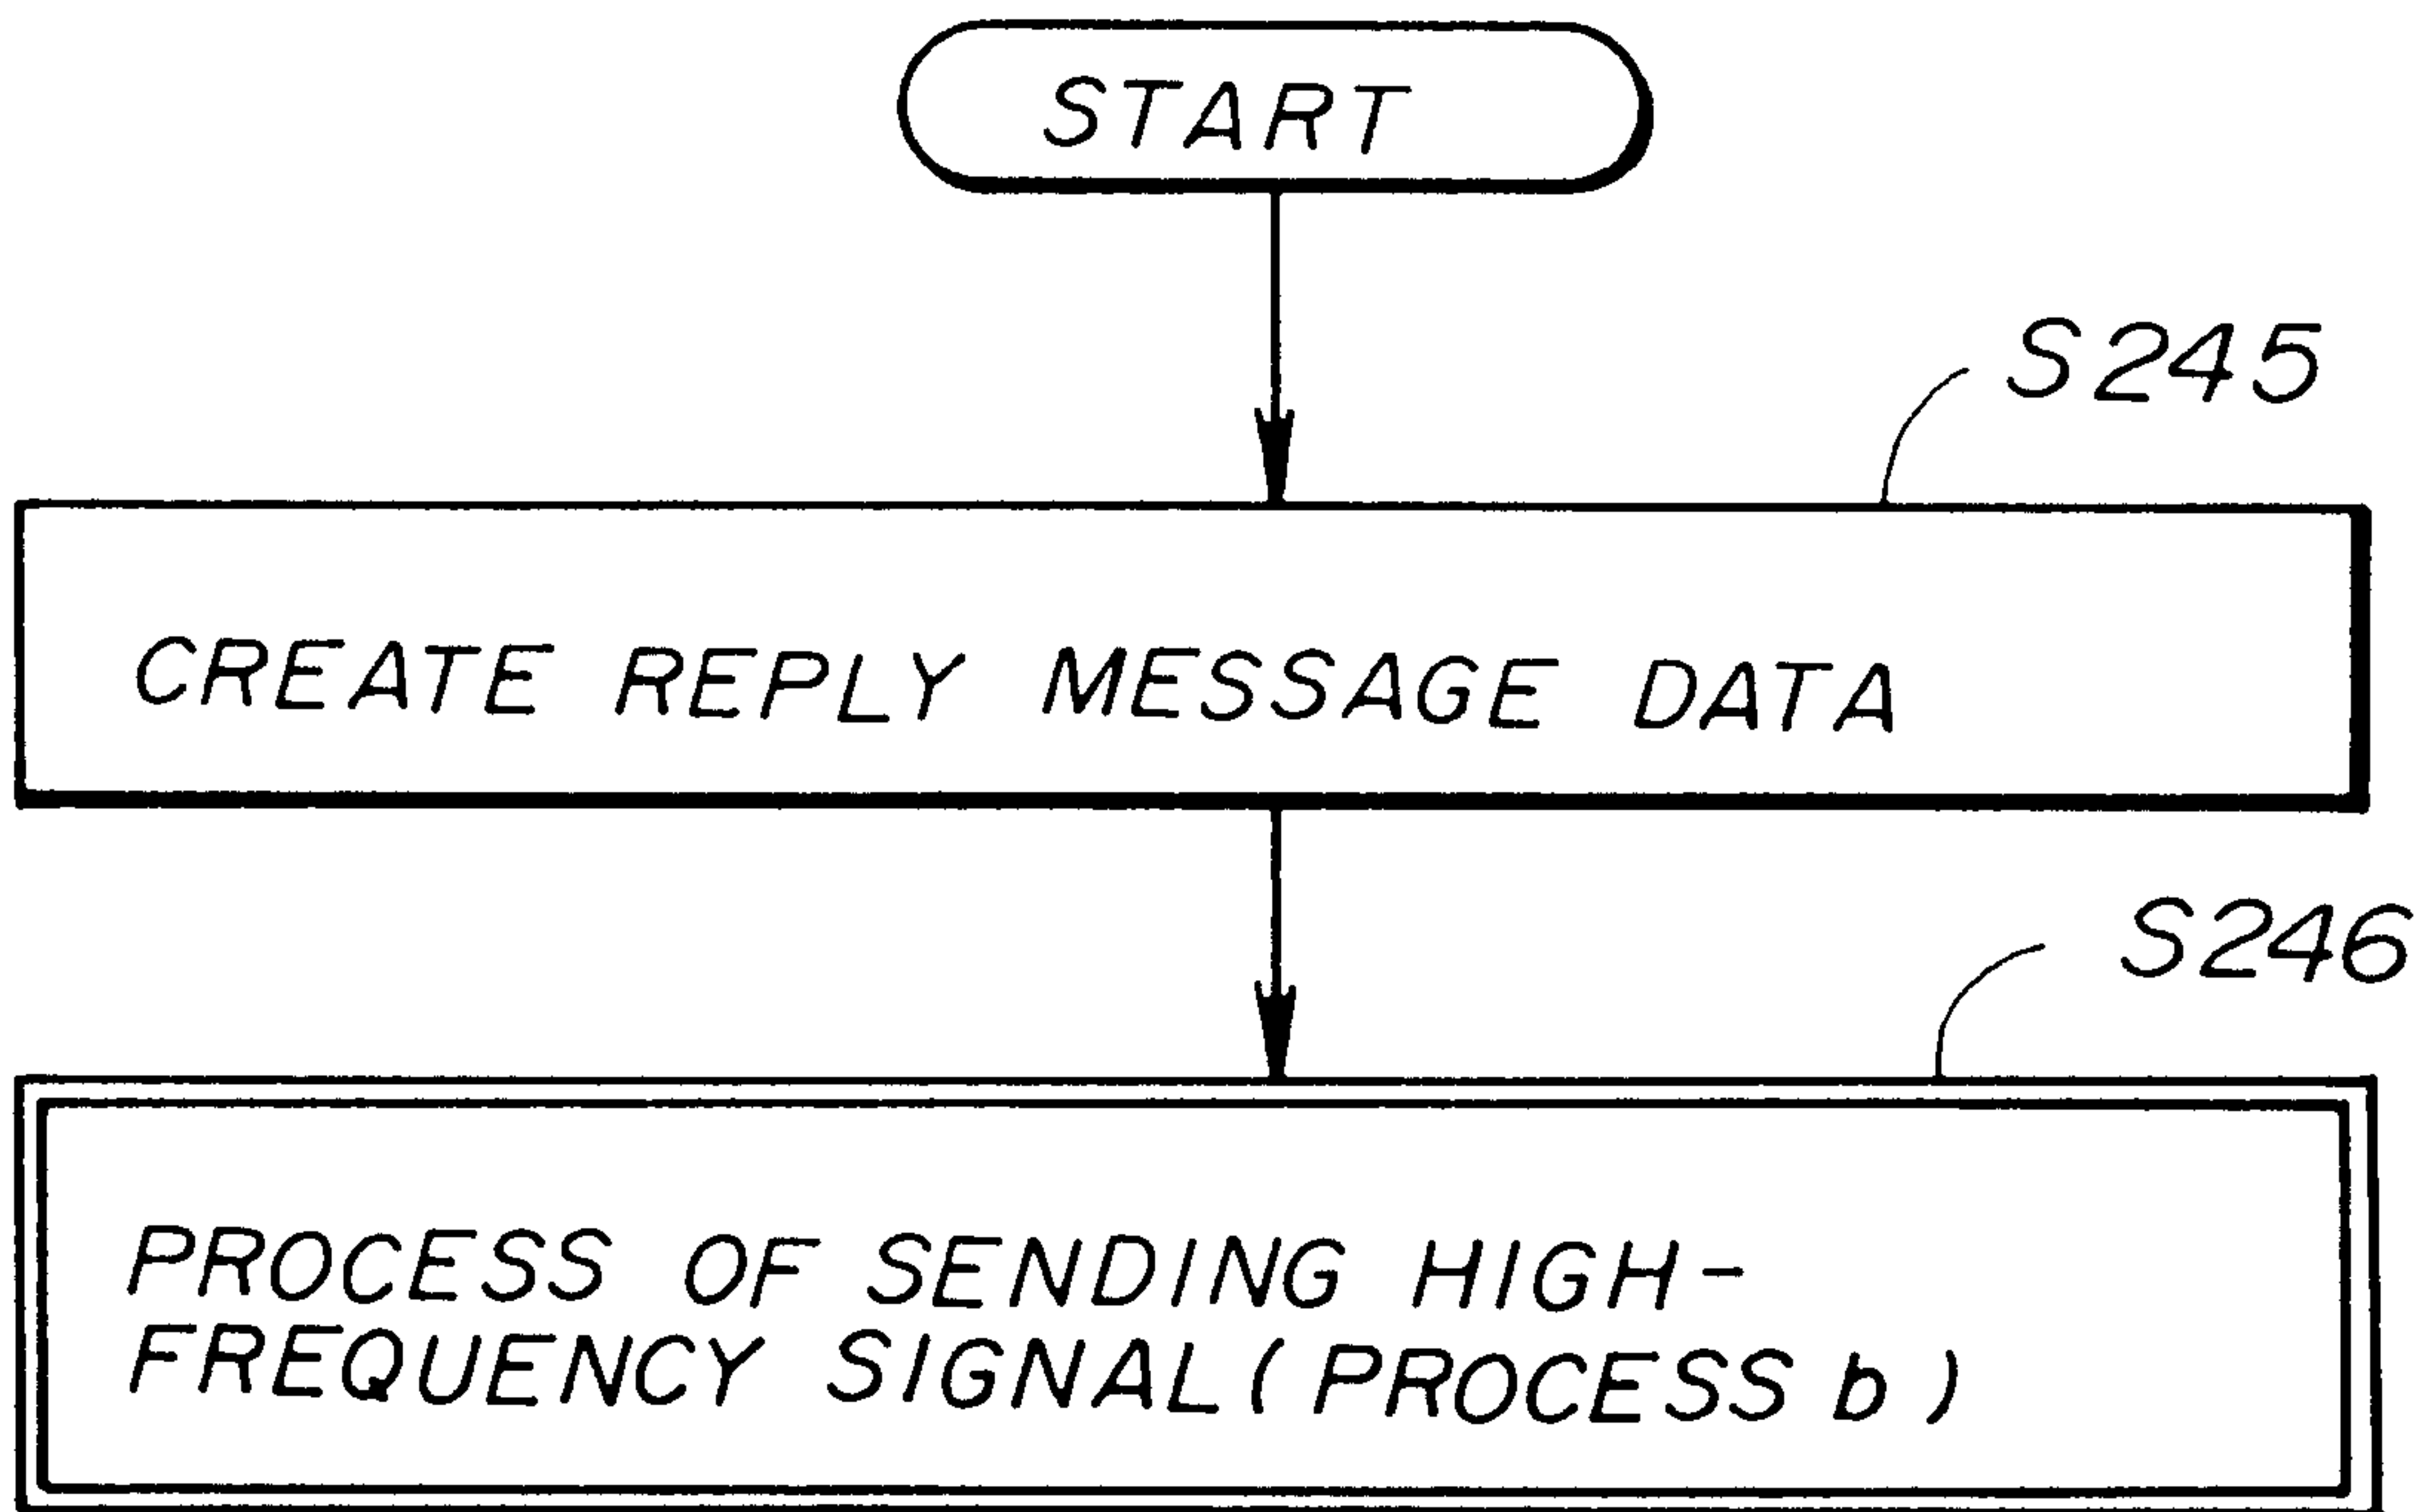 START
S245
CREATE REPLY MESSAGE DATA
S246
PROCESS OF SENDING HIGH-
FREQUENCY SIGNAL (PROCESS b)